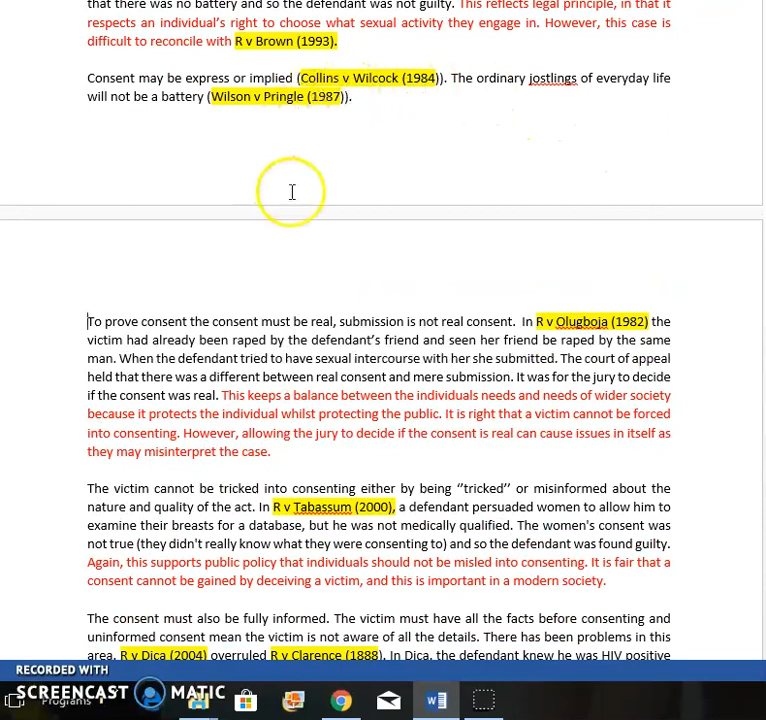 that there was no battery and so the defendant was not guilty. This reflects legal principle, in that it
respects an individual's right to choose what sexual activity they engage in. However, this case is
difficult to reconcile with R v Brown (1993).
Consent may be express or implied (Collins v Wilcock (1984)). The ordinary jostlings of everyday life
will not be a battery (Wilson v Pringle (1987)).
To prove consent the consent must be real, submission is not real consent. In R v Olugboja (1982) the
victim had already been raped by the defendant's friend and seen her friend be raped by the same
man. When the defendant tried to have sexual intercourse with her she submitted. The court of appeal
held that there was a different between real consent and mere submission. It was for the jury to decide
if the consent was real. This keeps a balance between the individuals needs and needs of wider society
because it protects the individual whilst protecting the public. It is right that a victim cannot be forced
into consenting. However, allowing the jury to decide if the consent is real can cause issues in itself as
they may misinterpret the case.
The victim cannot be tricked into consenting either by being ‘’tricked’’ or misinformed about the
nature and quality of the act. In R v Tabassum (2000), a defendant persuaded women to allow him to
examine their breasts for a database, but he was not medically qualified. The women's consent was
not true (they didn't really know what they were consenting to) and so the defendant was found guilty.
Again, this supports public policy that individuals should not be misled into consenting. It is fair that a
consent cannot be gained by deceiving a victim, and this is important in a modern society.
The consent must also be fully informed. The victim must have all the facts before consenting and
uninformed consent mean the victim is not aware of all the details. There has been problems in this
area. R v Dica (2004) overruled R v Clarence (1888). In Dica, the defendant knew he was HIV positive
RECORDED WITH
SCREENCAST MATIC
Programs